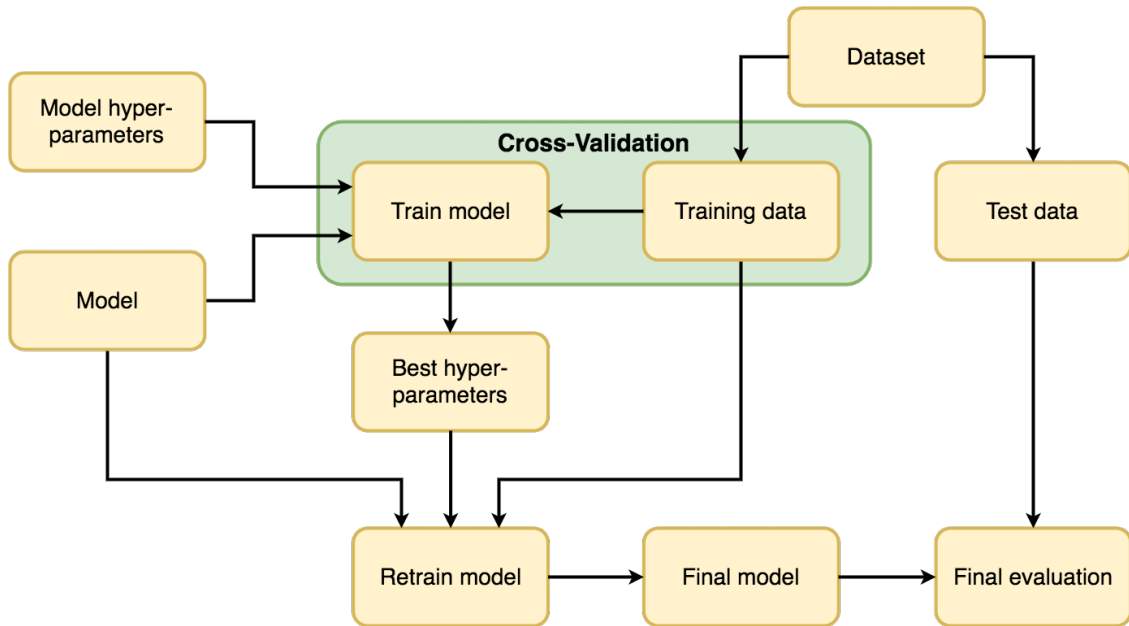 Dataset
Model hyper-
parameters
Cross-Validation
Train model
Training data
Test data
Model
Best hyper-
parameters
Retrain model
Final model
Final evaluation